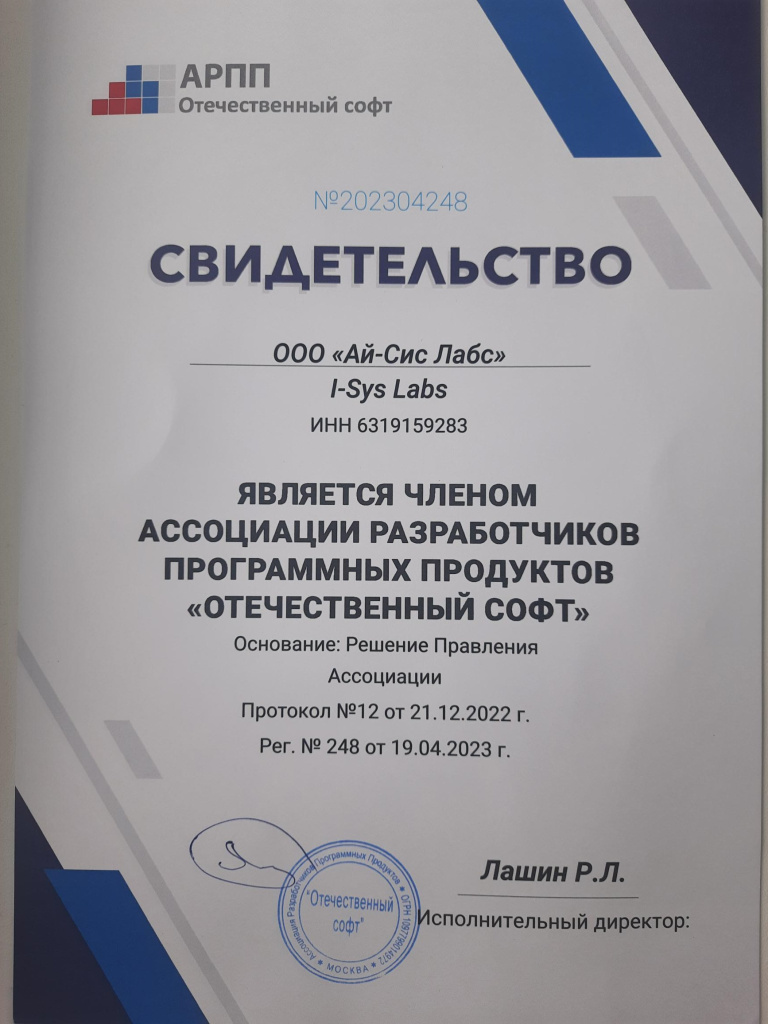 АРПП
Отечественный софт
№202304248
СВИДЕТЕЛЬСТВО
ООО «Ай-Сис Лабс»
I-Sys Labs
ИНН 6319159283
ЯВЛЯЕТСЯ ЧЛЕНОМ
АССОЦИАЦИИ РАЗРАБОТЧИКОВ
ПРОГРАММНЫХ ПРОДУКТОВ
«ОТЕЧЕСТВЕННЫЙ СОФТ»
Основание: Решение Правления
Ассоциации
Протокол №12 от 21.12.2022 г.
Рег. № 248 от 19.04.2023 г.
Лашин Р.Л.
Исполнительный директор:
Ассоциация Разработчиков Программных Продуктов
"Отечественный
софт"
МОСКВА